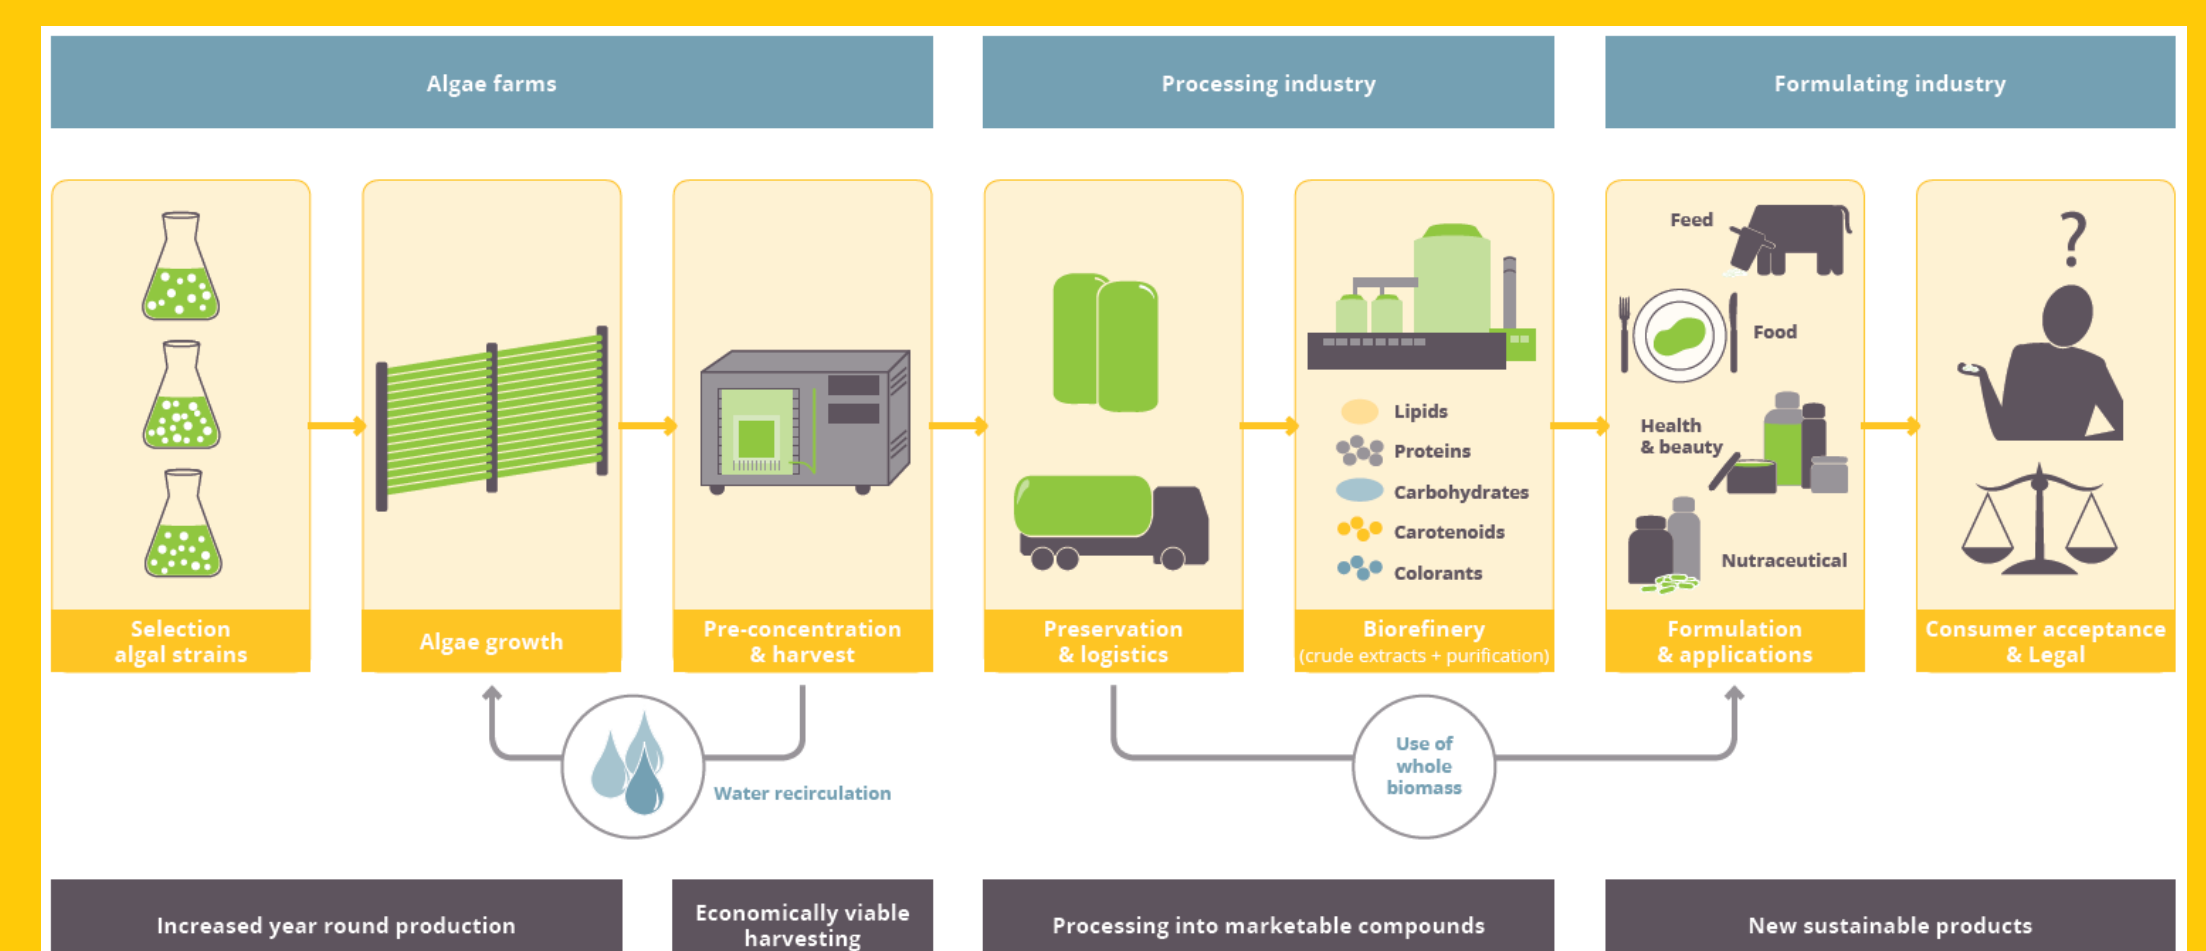 Algae farms
Processing industry
Formulating industry
Feed
Food
Health
& beauty
Nutraceutical
Lipids
Proteins
Carbohydrates
Carotenoids
Colorants
?
Selection
algal strains
Algae growth
Pre-concentration
& harvest
Preservation
& logistics
Biorefinery
(crude extracts + purification)
Formulation
& applications
Consumer acceptance
& Legal
Water recirculation
Use of
whole
biomass
Increased year round production
Economically viable
harvesting
Processing into marketable compounds
New sustainable products